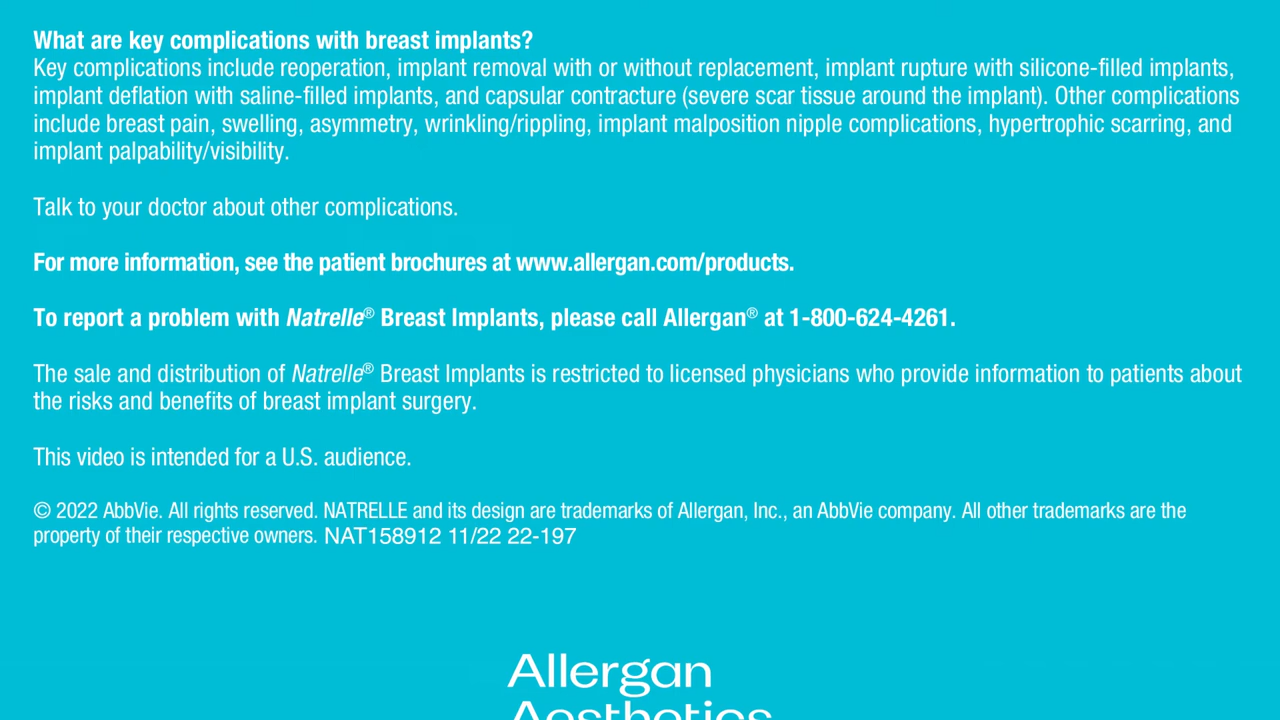 What are key complications with breast implants?
Key complications include reoperation, implant removal with or without replacement, implant rupture with silicone-filled implants,
implant deflation with saline-filled implants, and capsular contracture (severe scar tissue around the implant). Other complications
include breast pain, swelling, asymmetry, wrinkling/rippling, implant malposition nipple complications, hypertrophic scarring, and
implant palpability/visibility.
Talk to your doctor about other complications.
For more information, see the patient brochures at www.allergan.com/products.
To report a problem with Natrelle® Breast Implants, please call Allergan® at 1-800-624-4261.
The sale and distribution of Natrelle® Breast Implants is restricted to licensed physicians who provide information to patients about
the risks and benefits of breast implant surgery.
This video is intended for a U.S. audience.
© 2022 AbbVie. All rights reserved. NATRELLE and its design are trademarks of Allergan, Inc., an AbbVie company. All other trademarks are the
property of their respective owners. NAT158912 11/22 22-197
Allergan
Aesthetics